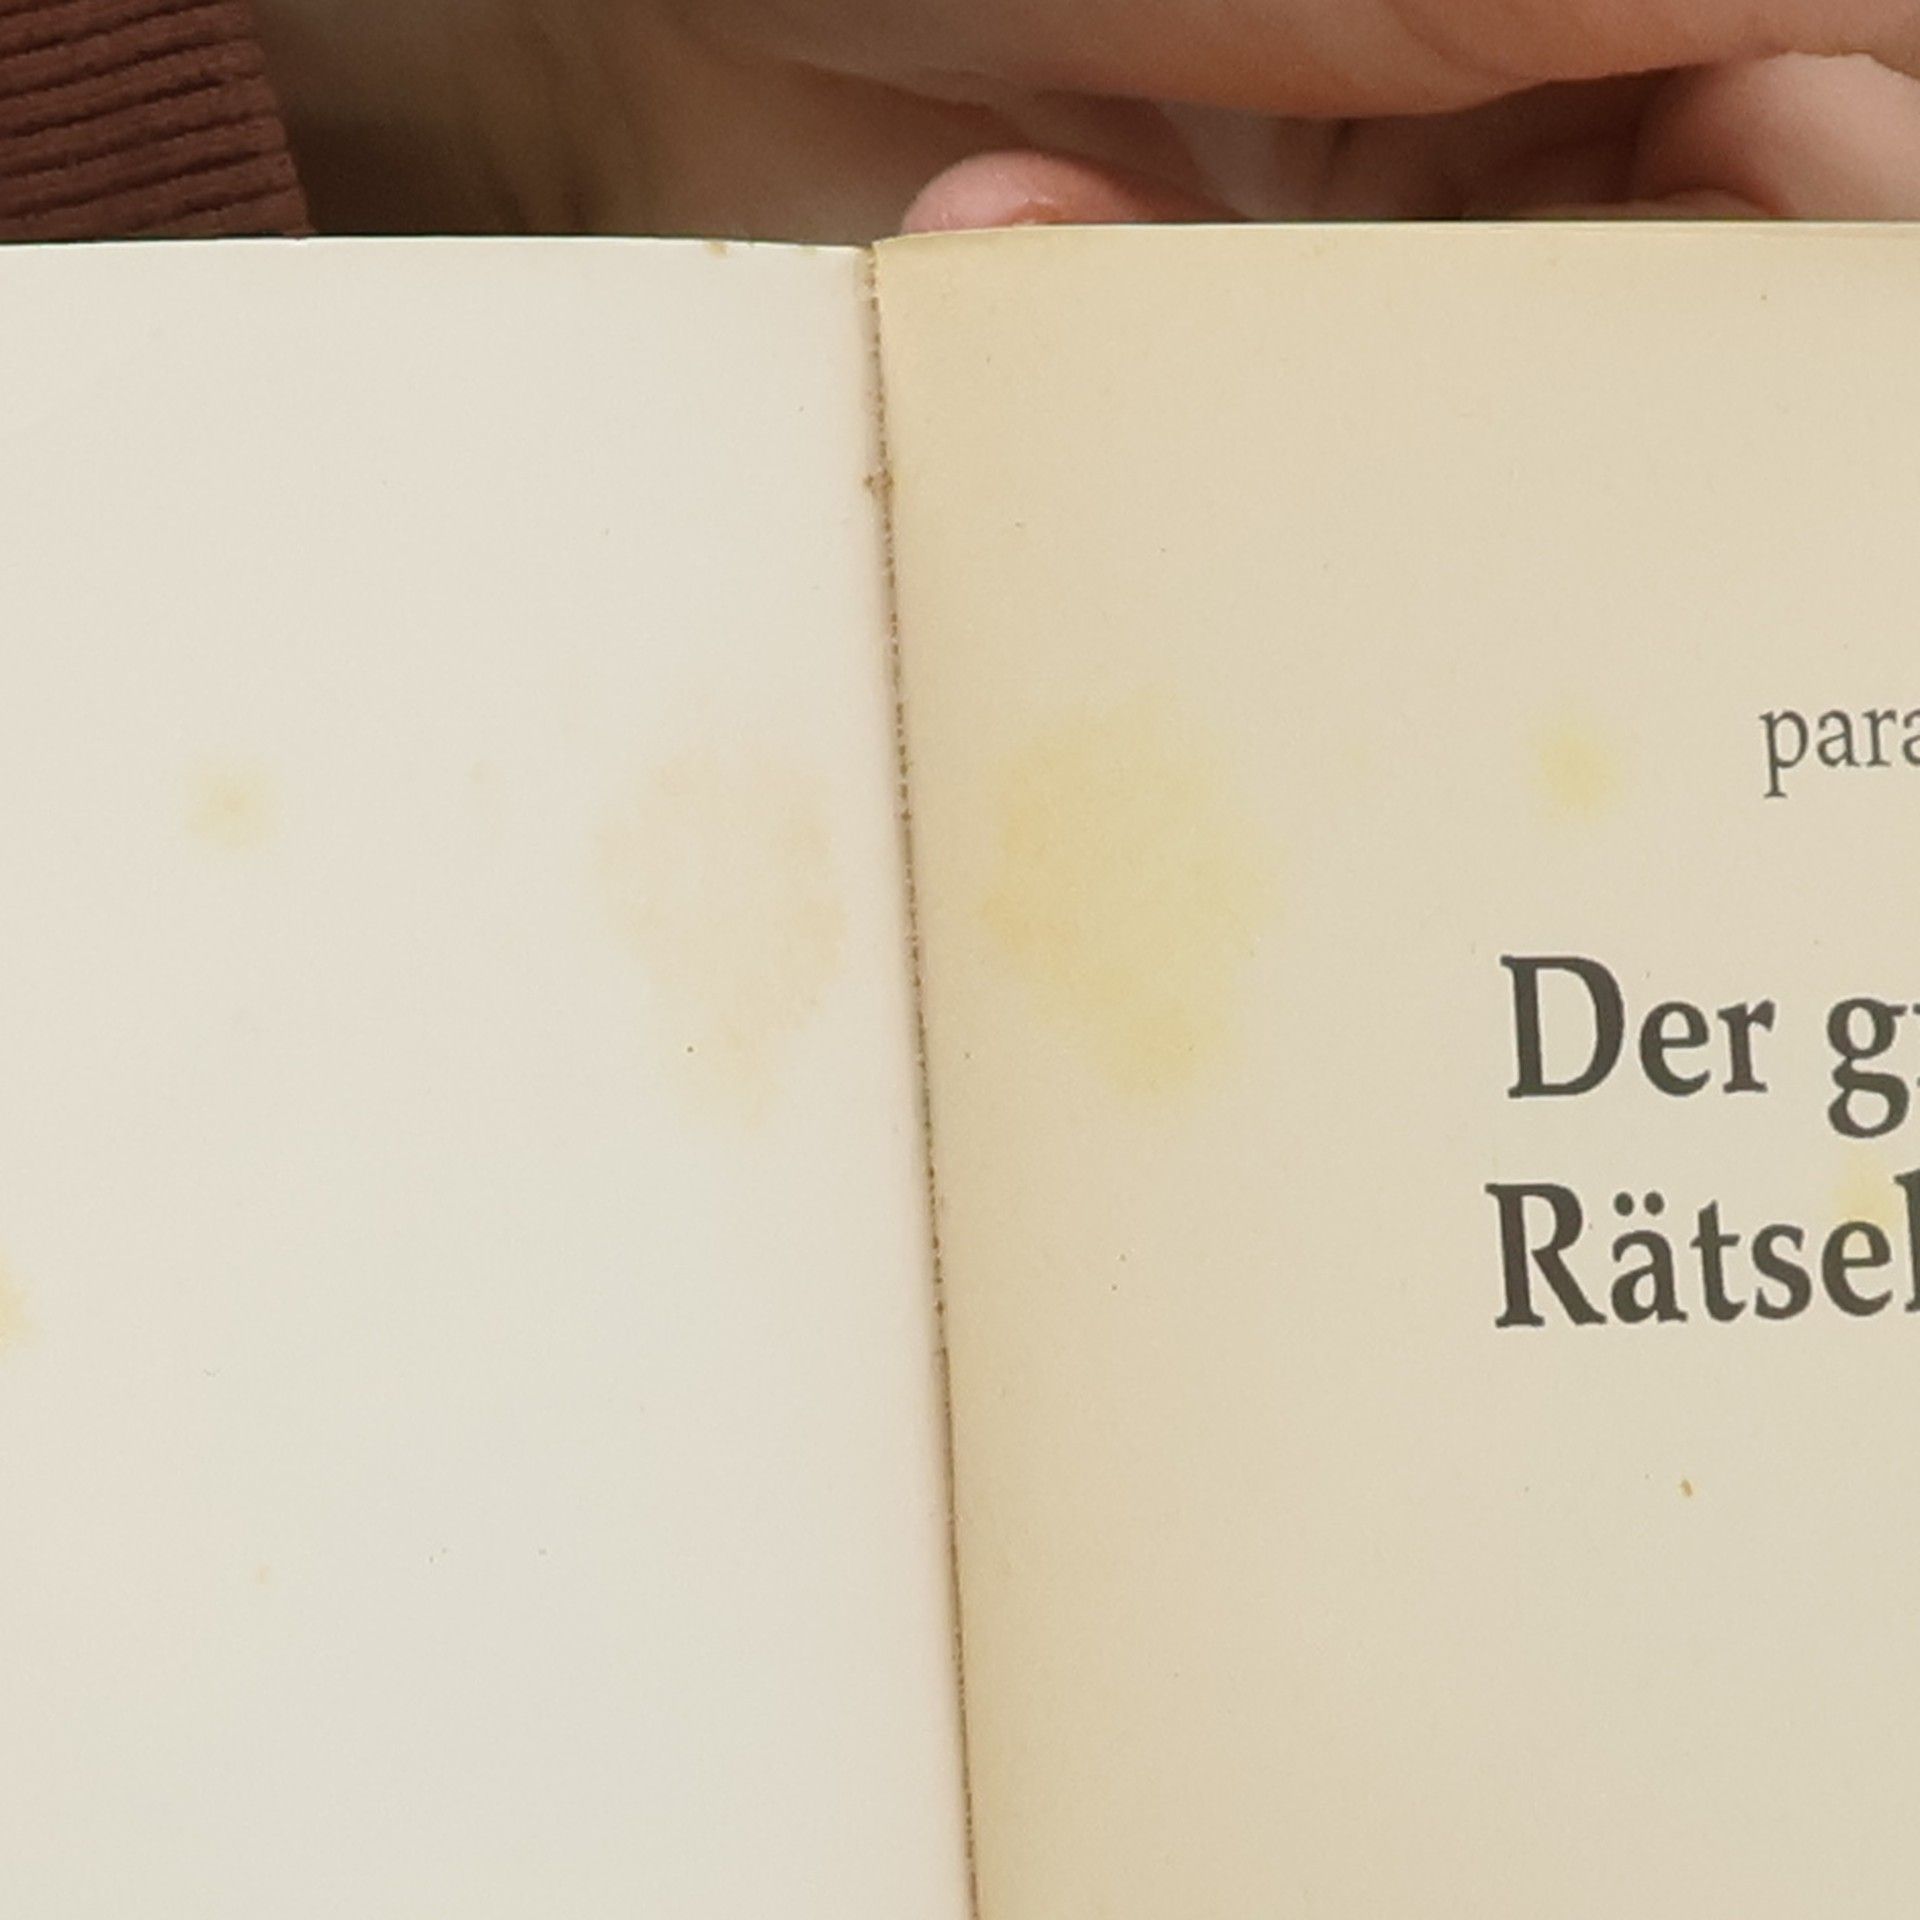 para
Der g
Rätsel